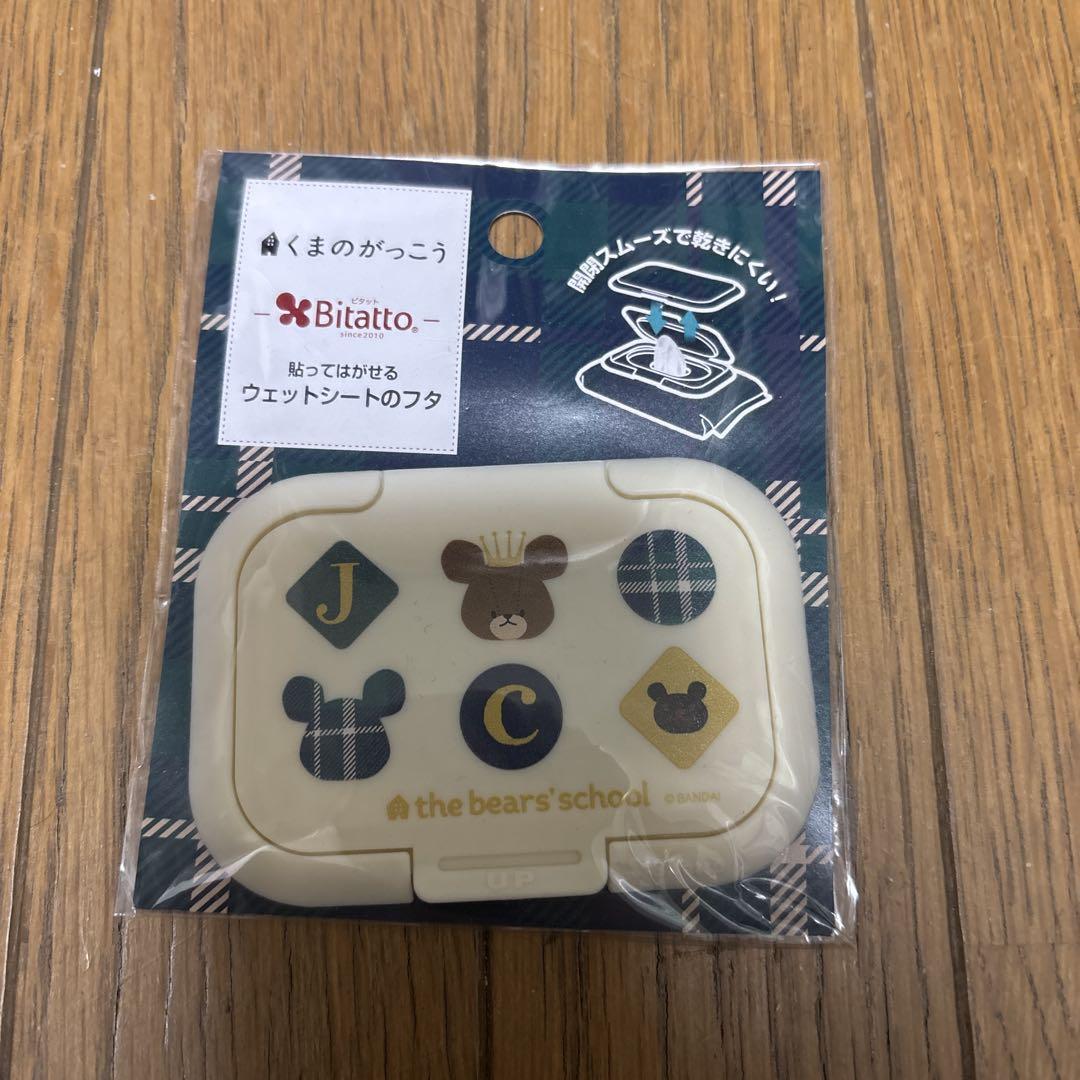 くまのがっこう
ビタット
Bitatto®
since2010
貼ってはがせる
ウェットシートのフタ
開閉スムーズで乾きにくい!
J
C
the bears' school
© BANDAI
UP